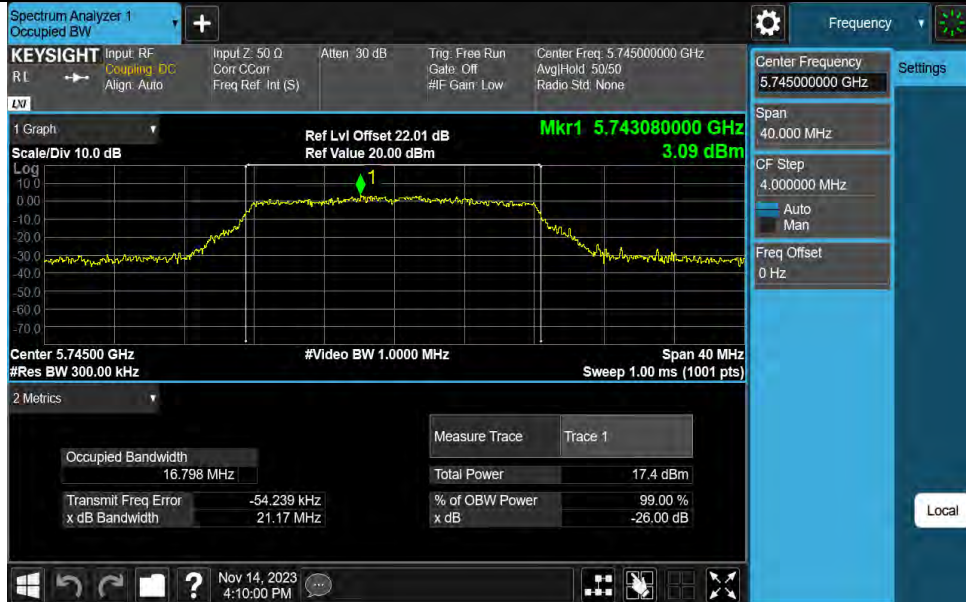 Spectrum Analyzer 1
Occupied BW
+
Frequency
KEYSIGHT
RL
LXI
Input: RF
Coupling: DC
Align: Auto
Input Z: 50 Ω
Corr CCorr
Freq Ref: Int (S)
Atten: 30 dB
Trig: Free Run
Gate: Off
#IF Gain: Low
Center Freq: 5.745000000 GHz
Avg|Hold: 50/50
Radio Std: None
Center Frequency
5.745000000 GHz
Settings
Span
40.000 MHz
CF Step
4.000000 MHz
Auto
Man
Freq Offset
0 Hz
Local
1 Graph
Scale/Div 10.0 dB
Ref Lvl Offset 22.01 dB
Ref Value 20.00 dBm
Mkr1 5.743080000 GHz
3.09 dBm
Log
10.0
0.00
-10.0
-20.0
-30.0
-40.0
-50.0
-60.0
-70.0
1
Center 5.74500 GHz
#Res BW 300.00 kHz
#Video BW 1.0000 MHz
Span 40 MHz
Sweep 1.00 ms (1001 pts)
2 Metrics
Occupied Bandwidth
16.798 MHz
Transmit Freq Error -54.239 kHz
x dB Bandwidth 21.17 MHz
Measure Trace Trace 1
Total Power 17.4 dBm
% of OBW Power 99.00 %
x dB -26.00 dB
?
Nov 14, 2023
4:10:00 PM